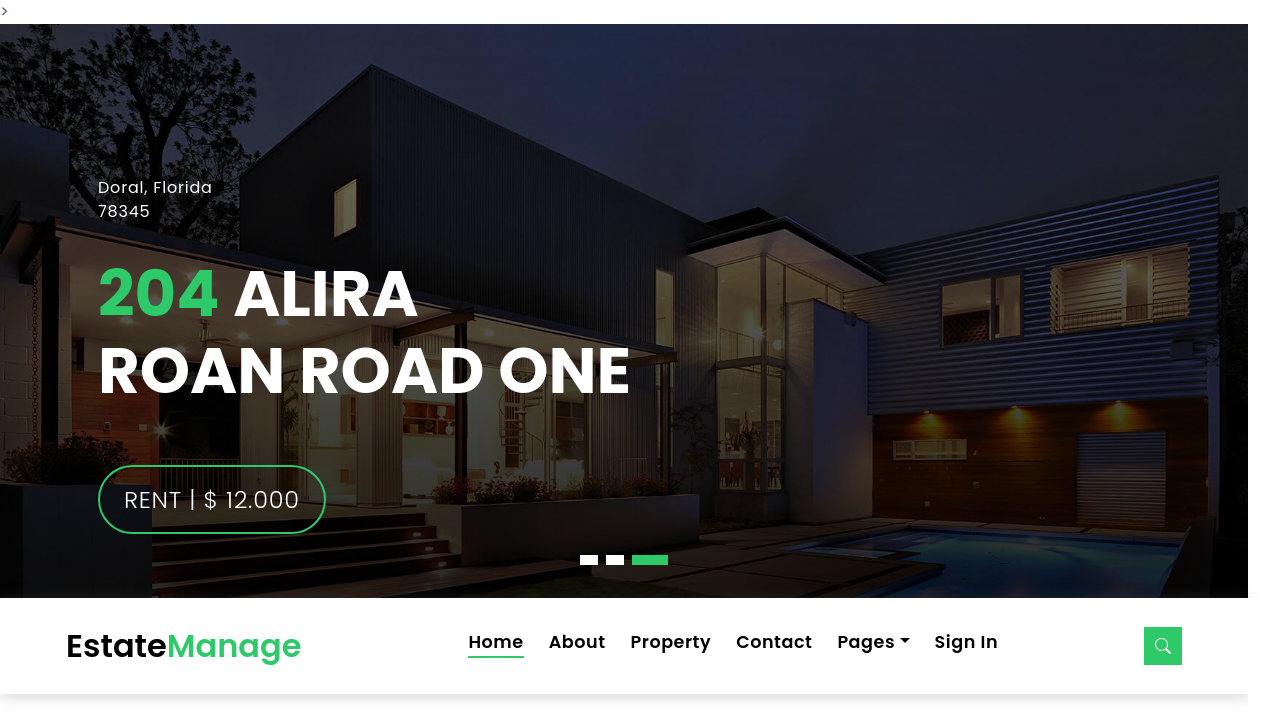 >
Doral, Florida
78345
204 ALIRA
ROAN ROAD ONE
RENT | $ 12.000
EstateManage
Home About Property Contact Pages Sign In